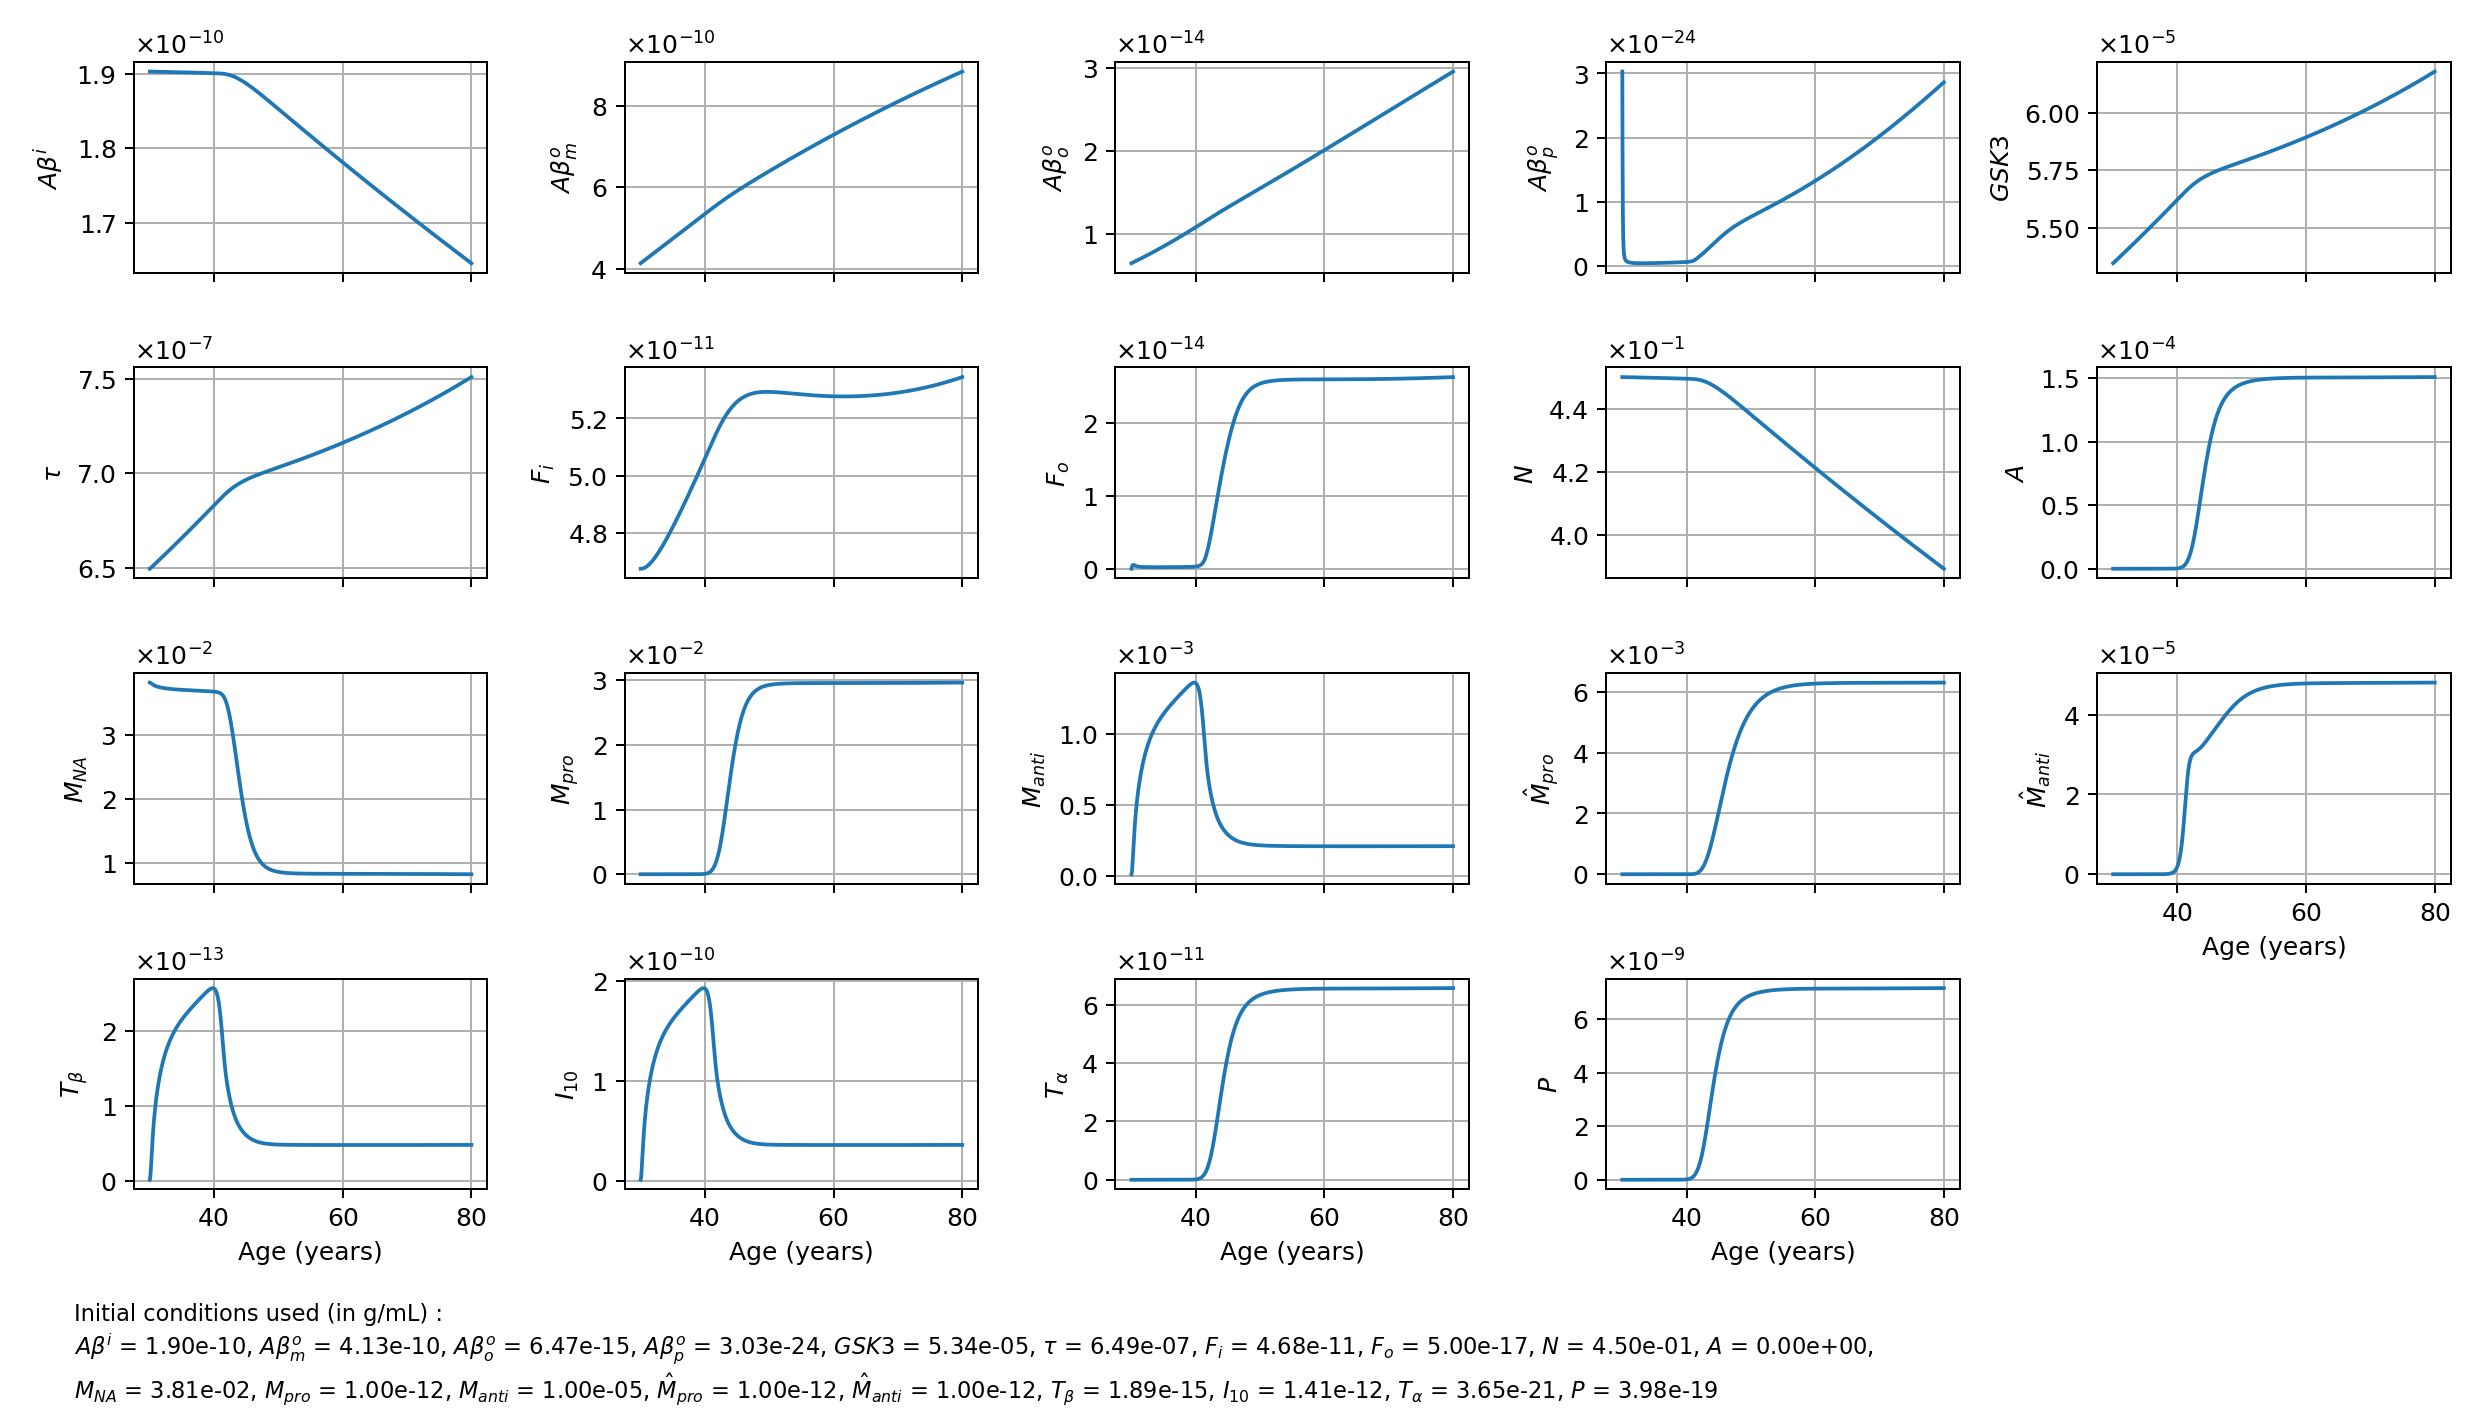 ×10⁻¹⁰ ×10⁻¹⁰ ×10⁻¹⁴ ×10⁻²⁴ ×10⁻⁵
Aβⁱ 1.9 1.8 1.7
Aβₘᵒ 8 6 4
Aβₒᵒ 3 2 1
Aβₚᵒ 3 2 1 0
GSK3 6.00 5.75 5.50
×10⁻⁷ ×10⁻¹¹ ×10⁻¹⁴ ×10⁻¹ ×10⁻⁴
τ 7.5 7.0 6.5
Fᵢ 5.2 5.0 4.8
Fₒ 2 1 0
N 4.4 4.2 4.0
A 1.5 1.0 0.5 0.0
×10⁻² ×10⁻² ×10⁻³ ×10⁻³ ×10⁻⁵
M_NA 3 2 1
M_pro 3 2 1 0
M_anti 1.0 0.5 0.0
M̂_pro 6 4 2 0
M̂_anti 4 2 0
40 60 80
Age (years)
×10⁻¹³ ×10⁻¹⁰ ×10⁻¹¹ ×10⁻⁹
T_β 2 1 0
I₁₀ 2 1 0
T_α 6 4 2 0
P 6 4 2 0
40 60 80 40 60 80 40 60 80 40 60 80
Age (years) Age (years) Age (years) Age (years)
Initial conditions used (in g/mL) :
Aβⁱ = 1.90e-10, Aβₘᵒ = 4.13e-10, Aβₒᵒ = 6.47e-15, Aβₚᵒ = 3.03e-24, GSK3 = 5.34e-05, τ = 6.49e-07, Fᵢ = 4.68e-11, Fₒ = 5.00e-17, N = 4.50e-01, A = 0.00e+00,
M_NA = 3.81e-02, M_pro = 1.00e-12, M_anti = 1.00e-05, M̂_pro = 1.00e-12, M̂_anti = 1.00e-12, T_β = 1.89e-15, I₁₀ = 1.41e-12, T_α = 3.65e-21, P = 3.98e-19